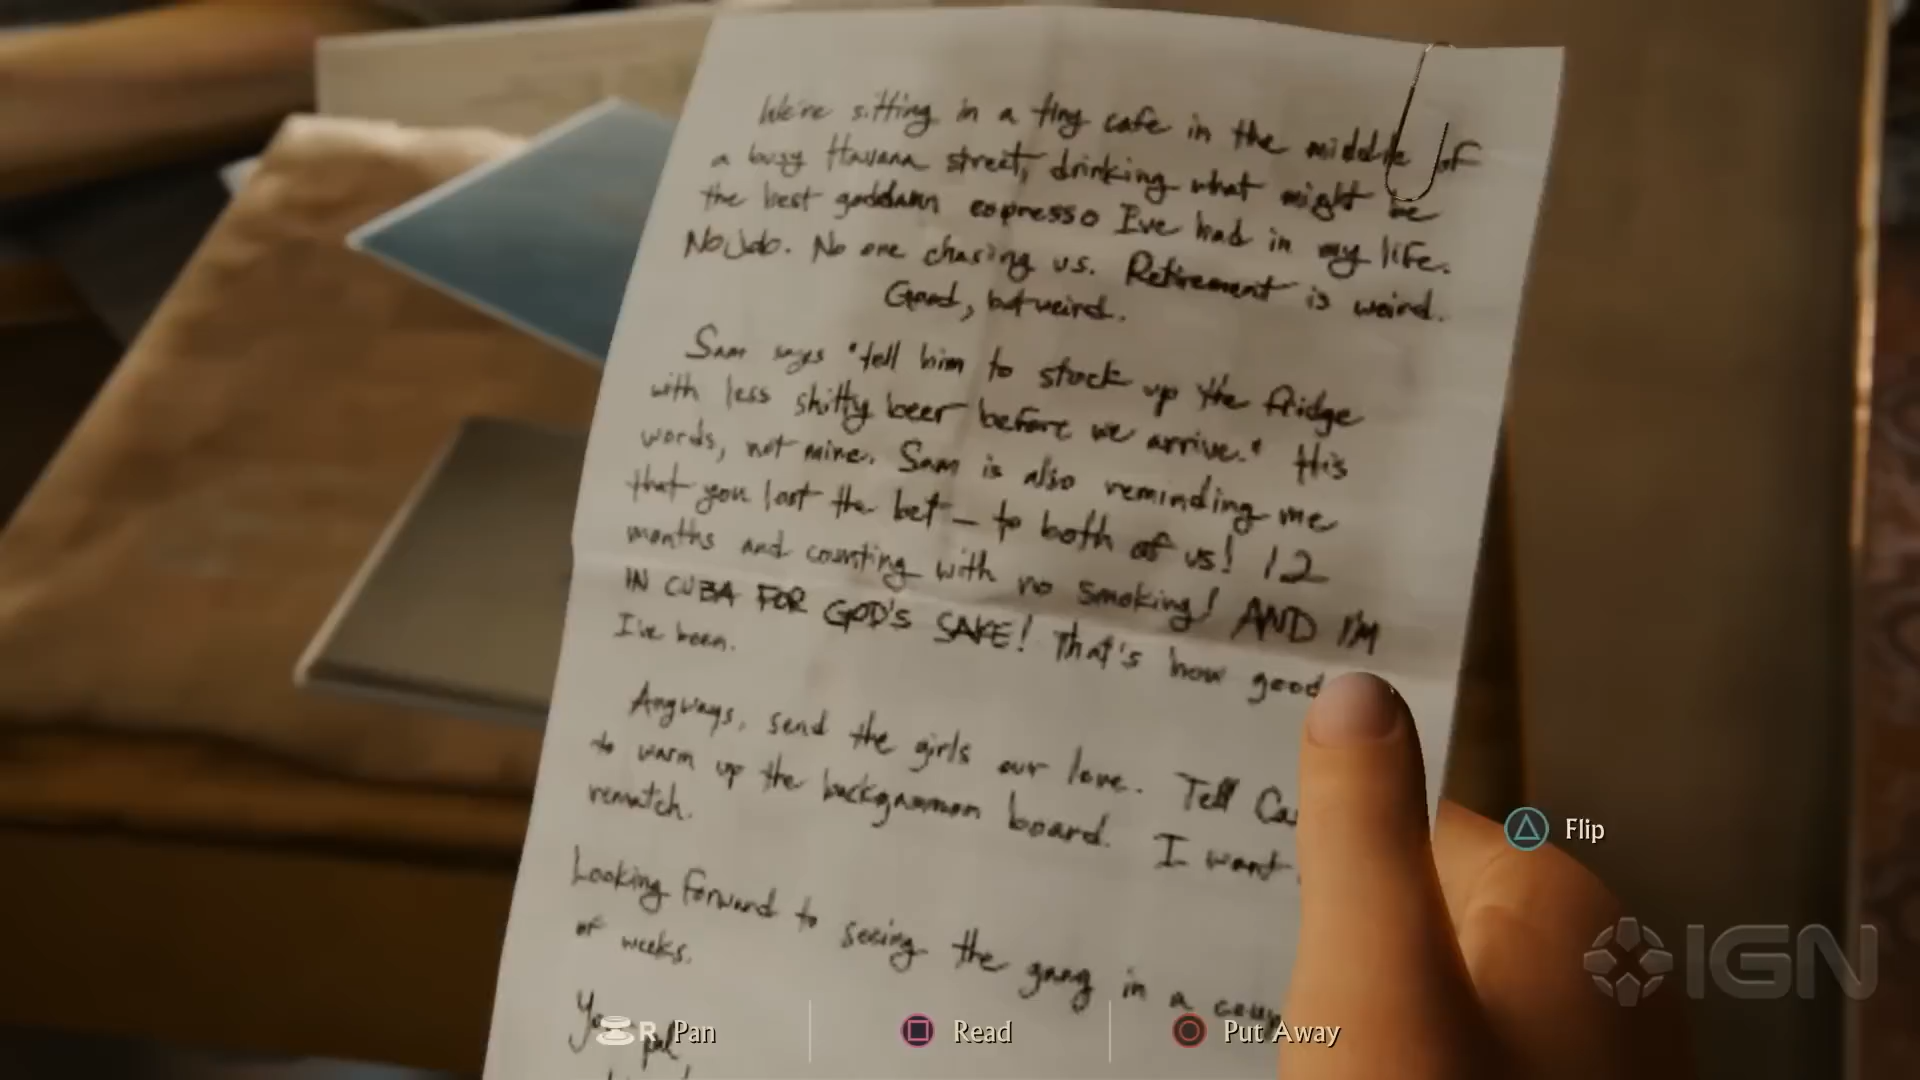 We're sitting in a tiny cafe in the middle of
a busy Havana street, drinking what might be
the best goddamn espresso I've had in my life.
No job. No one chasing us. Retirement is weird.
Good, but weird.
Sam says "tell him to stock up the fridge
with less shitty beer before we arrive." His
words, not mine. Sam is also reminding me
that you lost the bet — to both of us! 12
months and counting with no smoking! AND I'M
IN CUBA FOR GOD'S SAKE! That's how good
I've been.
Anyways, send the girls our love. Tell Ca
to warm up the backgammon board. I want
rematch.
Looking forward to seeing the gang in a coup
of weeks.
Yo
pal
Flip
IGN
R Pan
Read
Put Away